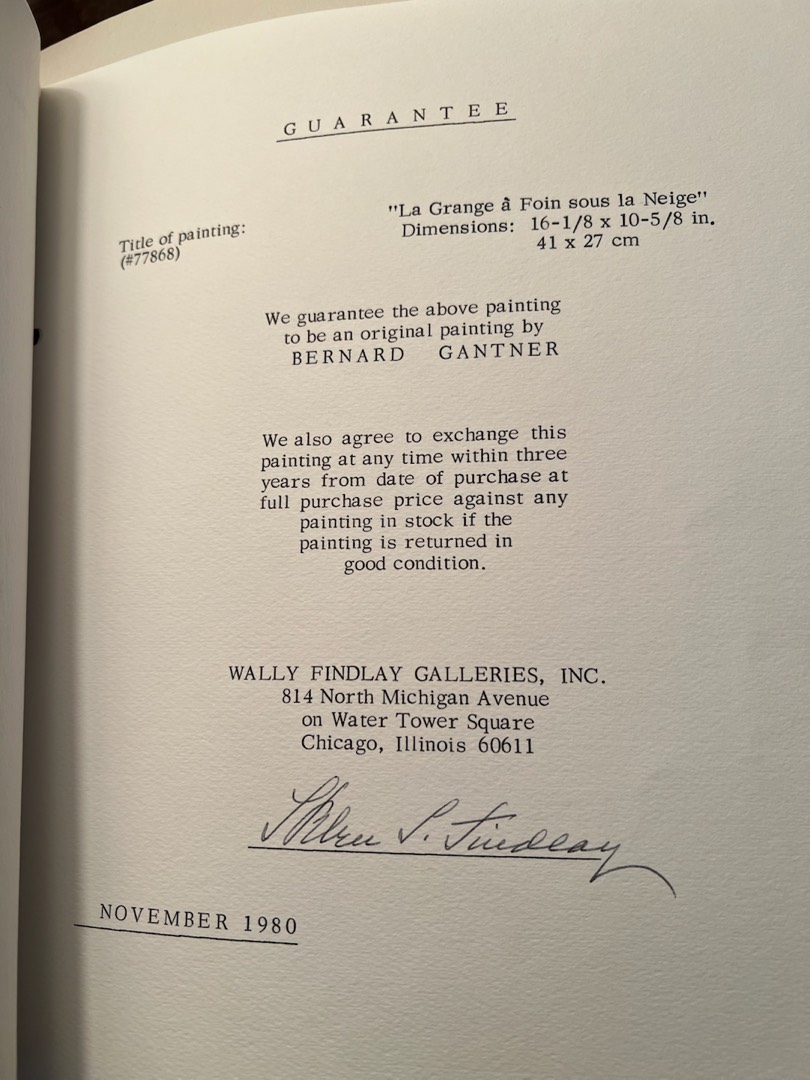 GUARANTEE
Title of painting:
(#77868)
"La Grange â Foin sous la Neige"
Dimensions: 16-1/8 x 10-5/8 in.
41 x 27 cm
We guarantee the above painting
to be an original painting by
BERNARD GANTNER
We also agree to exchange this
painting at any time within three
years from date of purchase at
full purchase price against any
painting in stock if the
painting is returned in
good condition.
WALLY FINDLAY GALLERIES, INC.
814 North Michigan Avenue
on Water Tower Square
Chicago, Illinois 60611
S. Findlay
NOVEMBER 1980